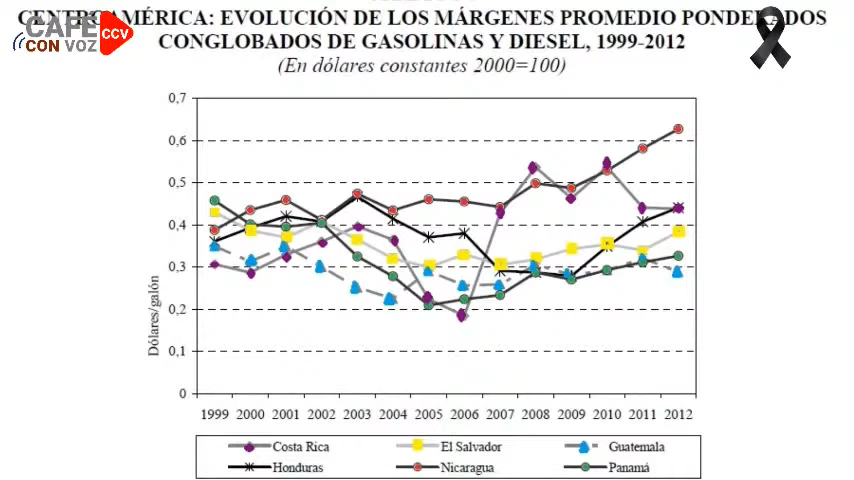 CENTROAMÉRICA: EVOLUCIÓN DE LOS MÁRGENES PROMEDIO PONDERADOS
CONGLOBADOS DE GASOLINAS Y DIESEL, 1999-2012
(En dólares constantes 2000=100)
CAFE
CON VOZ
CCV
0,7
0,6
0,5
0,4
0,3
0,2
0,1
0
Dólares/galón
1999 2000 2001 2002 2003 2004 2005 2006 2007 2008 2009 2010 2011 2012
Costa Rica El Salvador Guatemala
Honduras Nicaragua Panamá